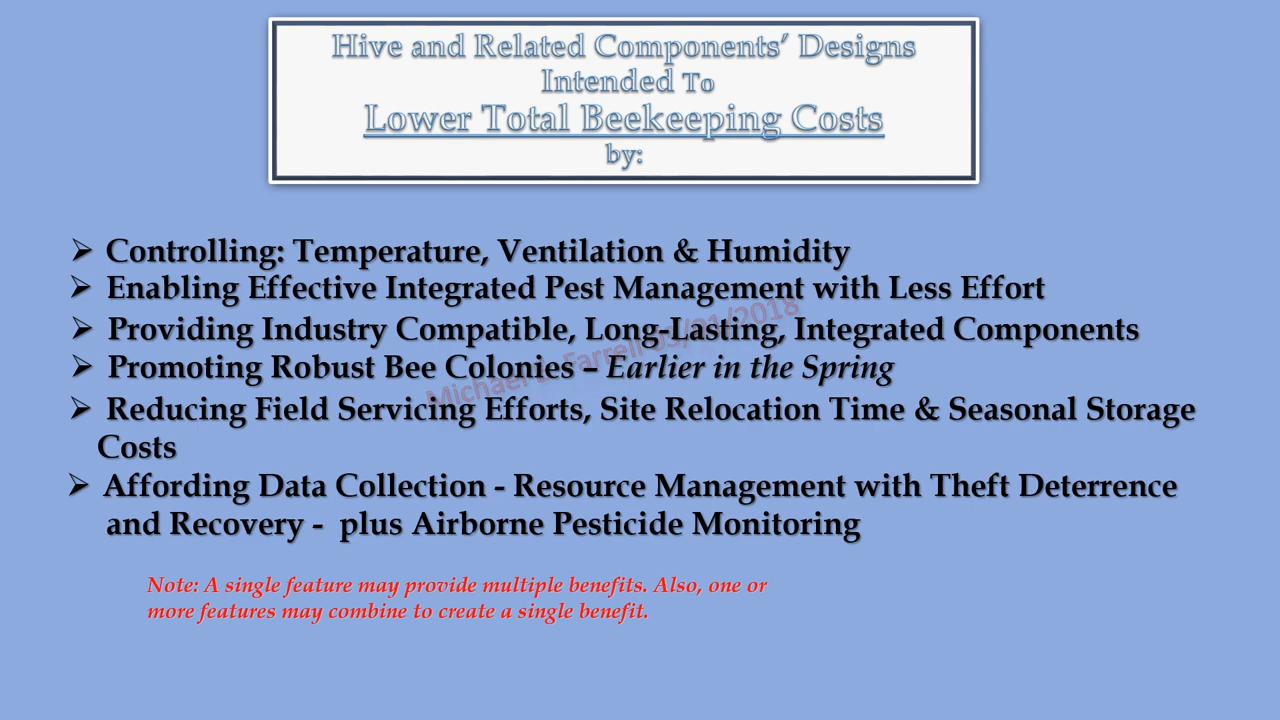 Hive and Related Components’ Designs
Intended To
Lower Total Beekeeping Costs
by:
➢ Controlling: Temperature, Ventilation & Humidity
➢ Enabling Effective Integrated Pest Management with Less Effort
➢ Providing Industry Compatible, Long-Lasting, Integrated Components
➢ Promoting Robust Bee Colonies – Earlier in the Spring
➢ Reducing Field Servicing Efforts, Site Relocation Time & Seasonal Storage
Costs
➢ Affording Data Collection - Resource Management with Theft Deterrence
and Recovery - plus Airborne Pesticide Monitoring
Note: A single feature may provide multiple benefits. Also, one or
more features may combine to create a single benefit.
Michael Farrell